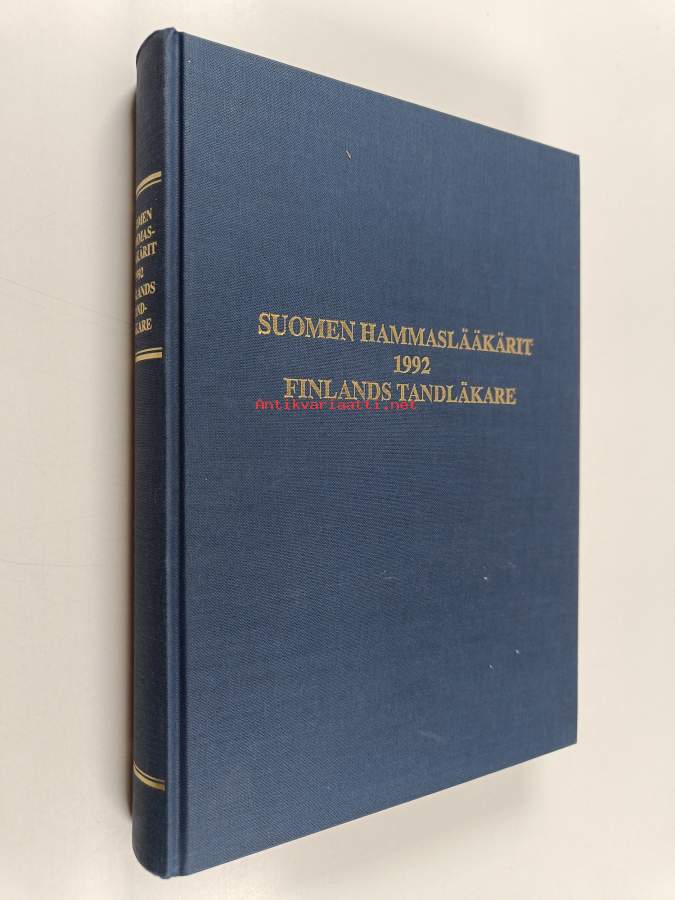 SUOMEN HAMMASLÄÄKÄRIT
1992
FINLANDS TANDLÄKARE
Antikvariaatti.net